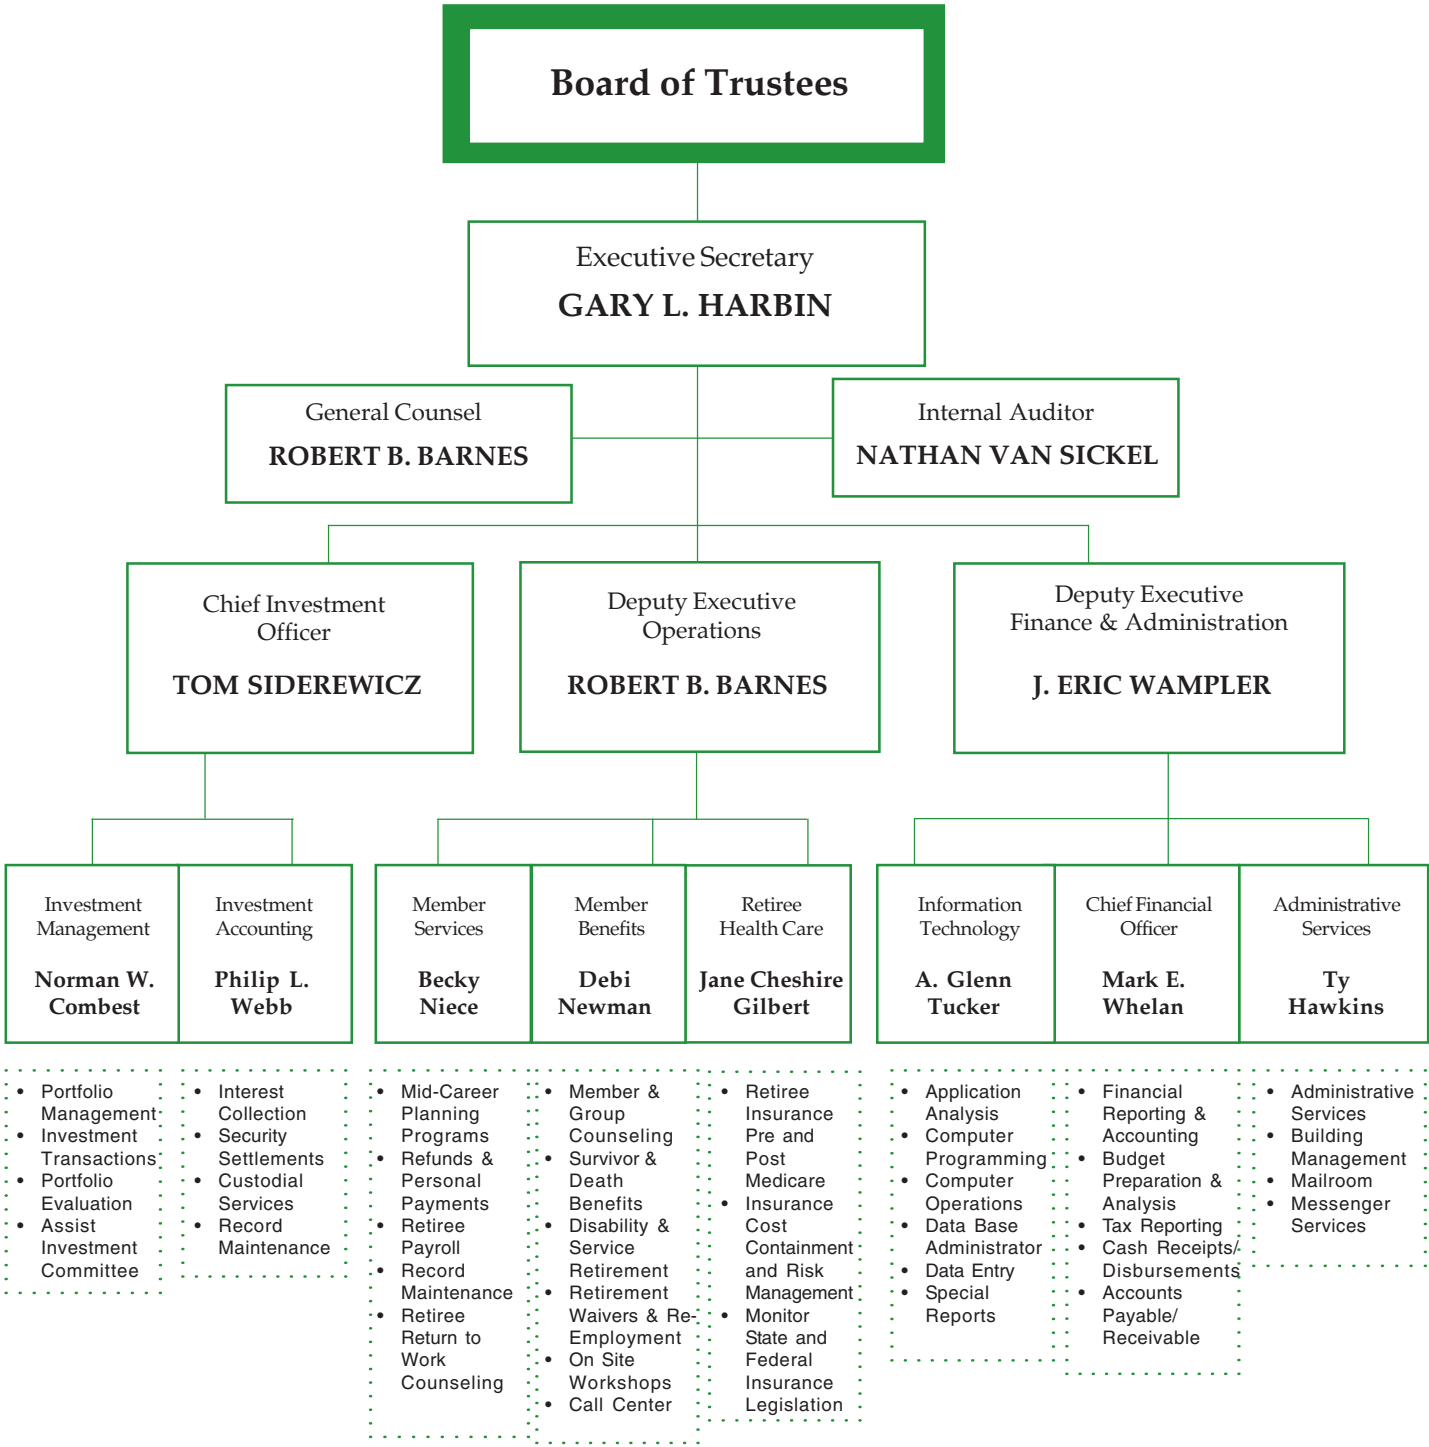 Board of Trustees
Executive Secretary
GARY L. HARBIN
General Counsel
ROBERT B. BARNES
Internal Auditor
NATHAN VAN SICKEL
Chief Investment
Officer
TOM SIDEREWICZ
Deputy Executive
Operations
ROBERT B. BARNES
Deputy Executive
Finance & Administration
J. ERIC WAMPLER
Investment
Management
Norman W.
Combest
Investment
Accounting
Philip L.
Webb
Member
Services
Becky
Niece
Member
Benefits
Debi
Newman
Retiree
Health Care
Jane Cheshire
Gilbert
Information
Technology
A. Glenn
Tucker
Chief Financial
Officer
Mark E.
Whelan
Administrative
Services
Ty
Hawkins
• Portfolio
Management
• Investment
Transactions
• Portfolio
Evaluation
• Assist
Investment
Committee
• Interest
Collection
• Security
Settlements
• Custodial
Services
• Record
Maintenance
• Mid-Career
Planning
Programs
• Refunds &
Personal
Payments
• Retiree
Payroll
• Record
Maintenance
• Retiree
Return to
Work
Counseling
• Member &
Group
Counseling
• Survivor &
Death
Benefits
• Disability &
Service
Retirement
• Retirement
Waivers & Re-
Employment
• On Site
Workshops
• Call Center
• Retiree
Insurance
Pre and
Post
Medicare
• Insurance
Cost
Containment
and Risk
Management
• Monitor
State and
Federal
Insurance
Legislation
• Application
Analysis
• Computer
Programming
• Computer
Operations
• Data Base
Administrator
• Data Entry
• Special
Reports
• Financial
Reporting &
Accounting
• Budget
Preparation &
Analysis
• Tax Reporting
• Cash Receipts/
Disbursements
• Accounts
Payable/
Receivable
• Administrative
Services
• Building
Management
• Mailroom
• Messenger
Services